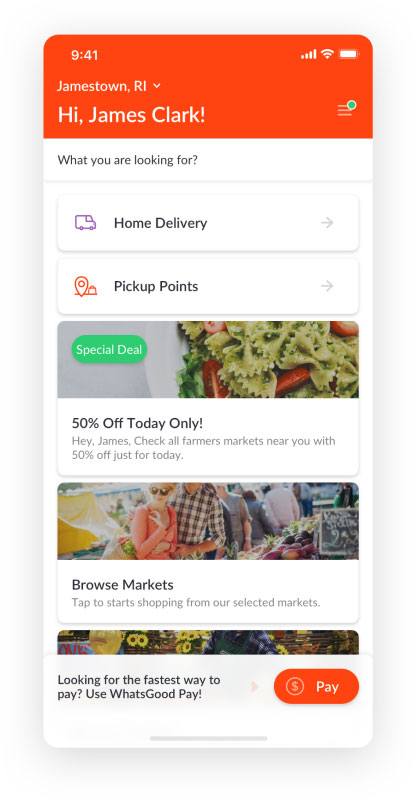 9:41
Jamestown, RI
Hi, James Clark!
What you are looking for?
Home Delivery
Pickup Points
Special Deal
50% Off Today Only!
Hey, James, Check all farmers markets near you with
50% off just for today.
Browse Markets
Tap to starts shopping from our selected markets.
Looking for the fastest way to
pay? Use WhatsGood Pay!
$ Pay